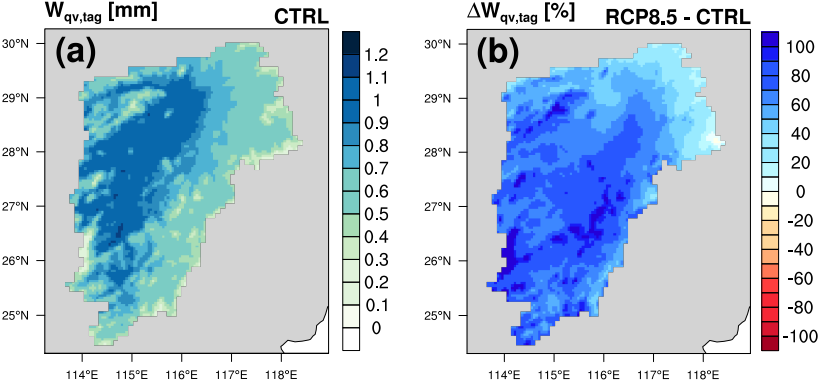 W_qv,tag [mm] CTRL
(a)
30°N
29°N
28°N
27°N
26°N
25°N
114°E 115°E 116°E 117°E 118°E
1.2
1.1
1
0.9
0.8
0.7
0.6
0.5
0.4
0.3
0.2
0.1
0
ΔW_qv,tag [%] RCP8.5 - CTRL
(b)
30°N
29°N
28°N
27°N
26°N
25°N
114°E 115°E 116°E 117°E 118°E
100
80
60
40
20
0
-20
-40
-60
-80
-100